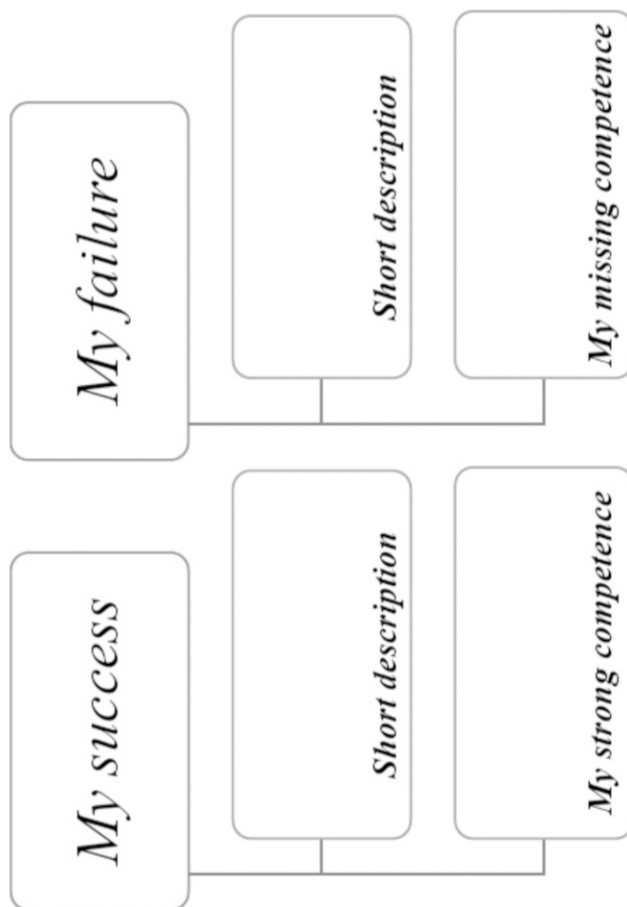 My success
Short description
My strong competence
My failure
Short description
My missing competence